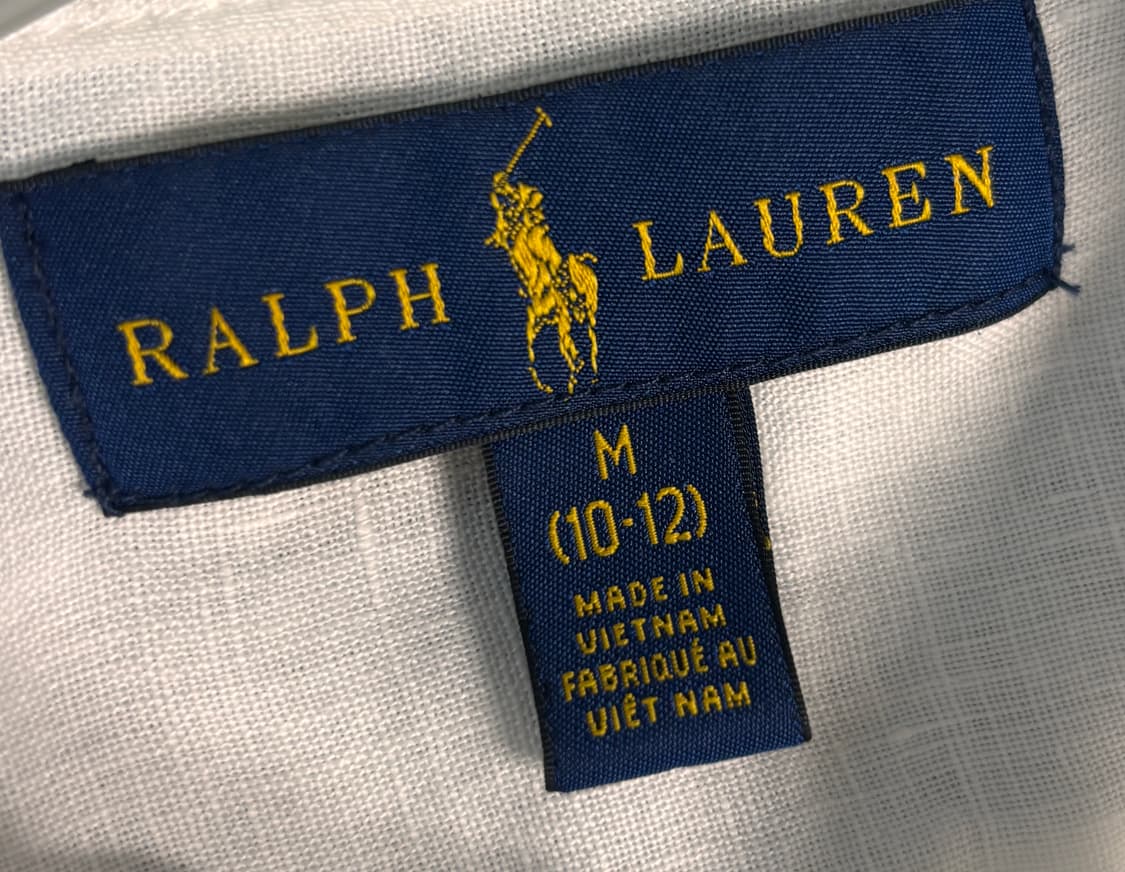 RALPH LAUREN
M
(10-12)
MADE IN
VIETNAM
FABRIQUÉ AU
VIÊT NAM